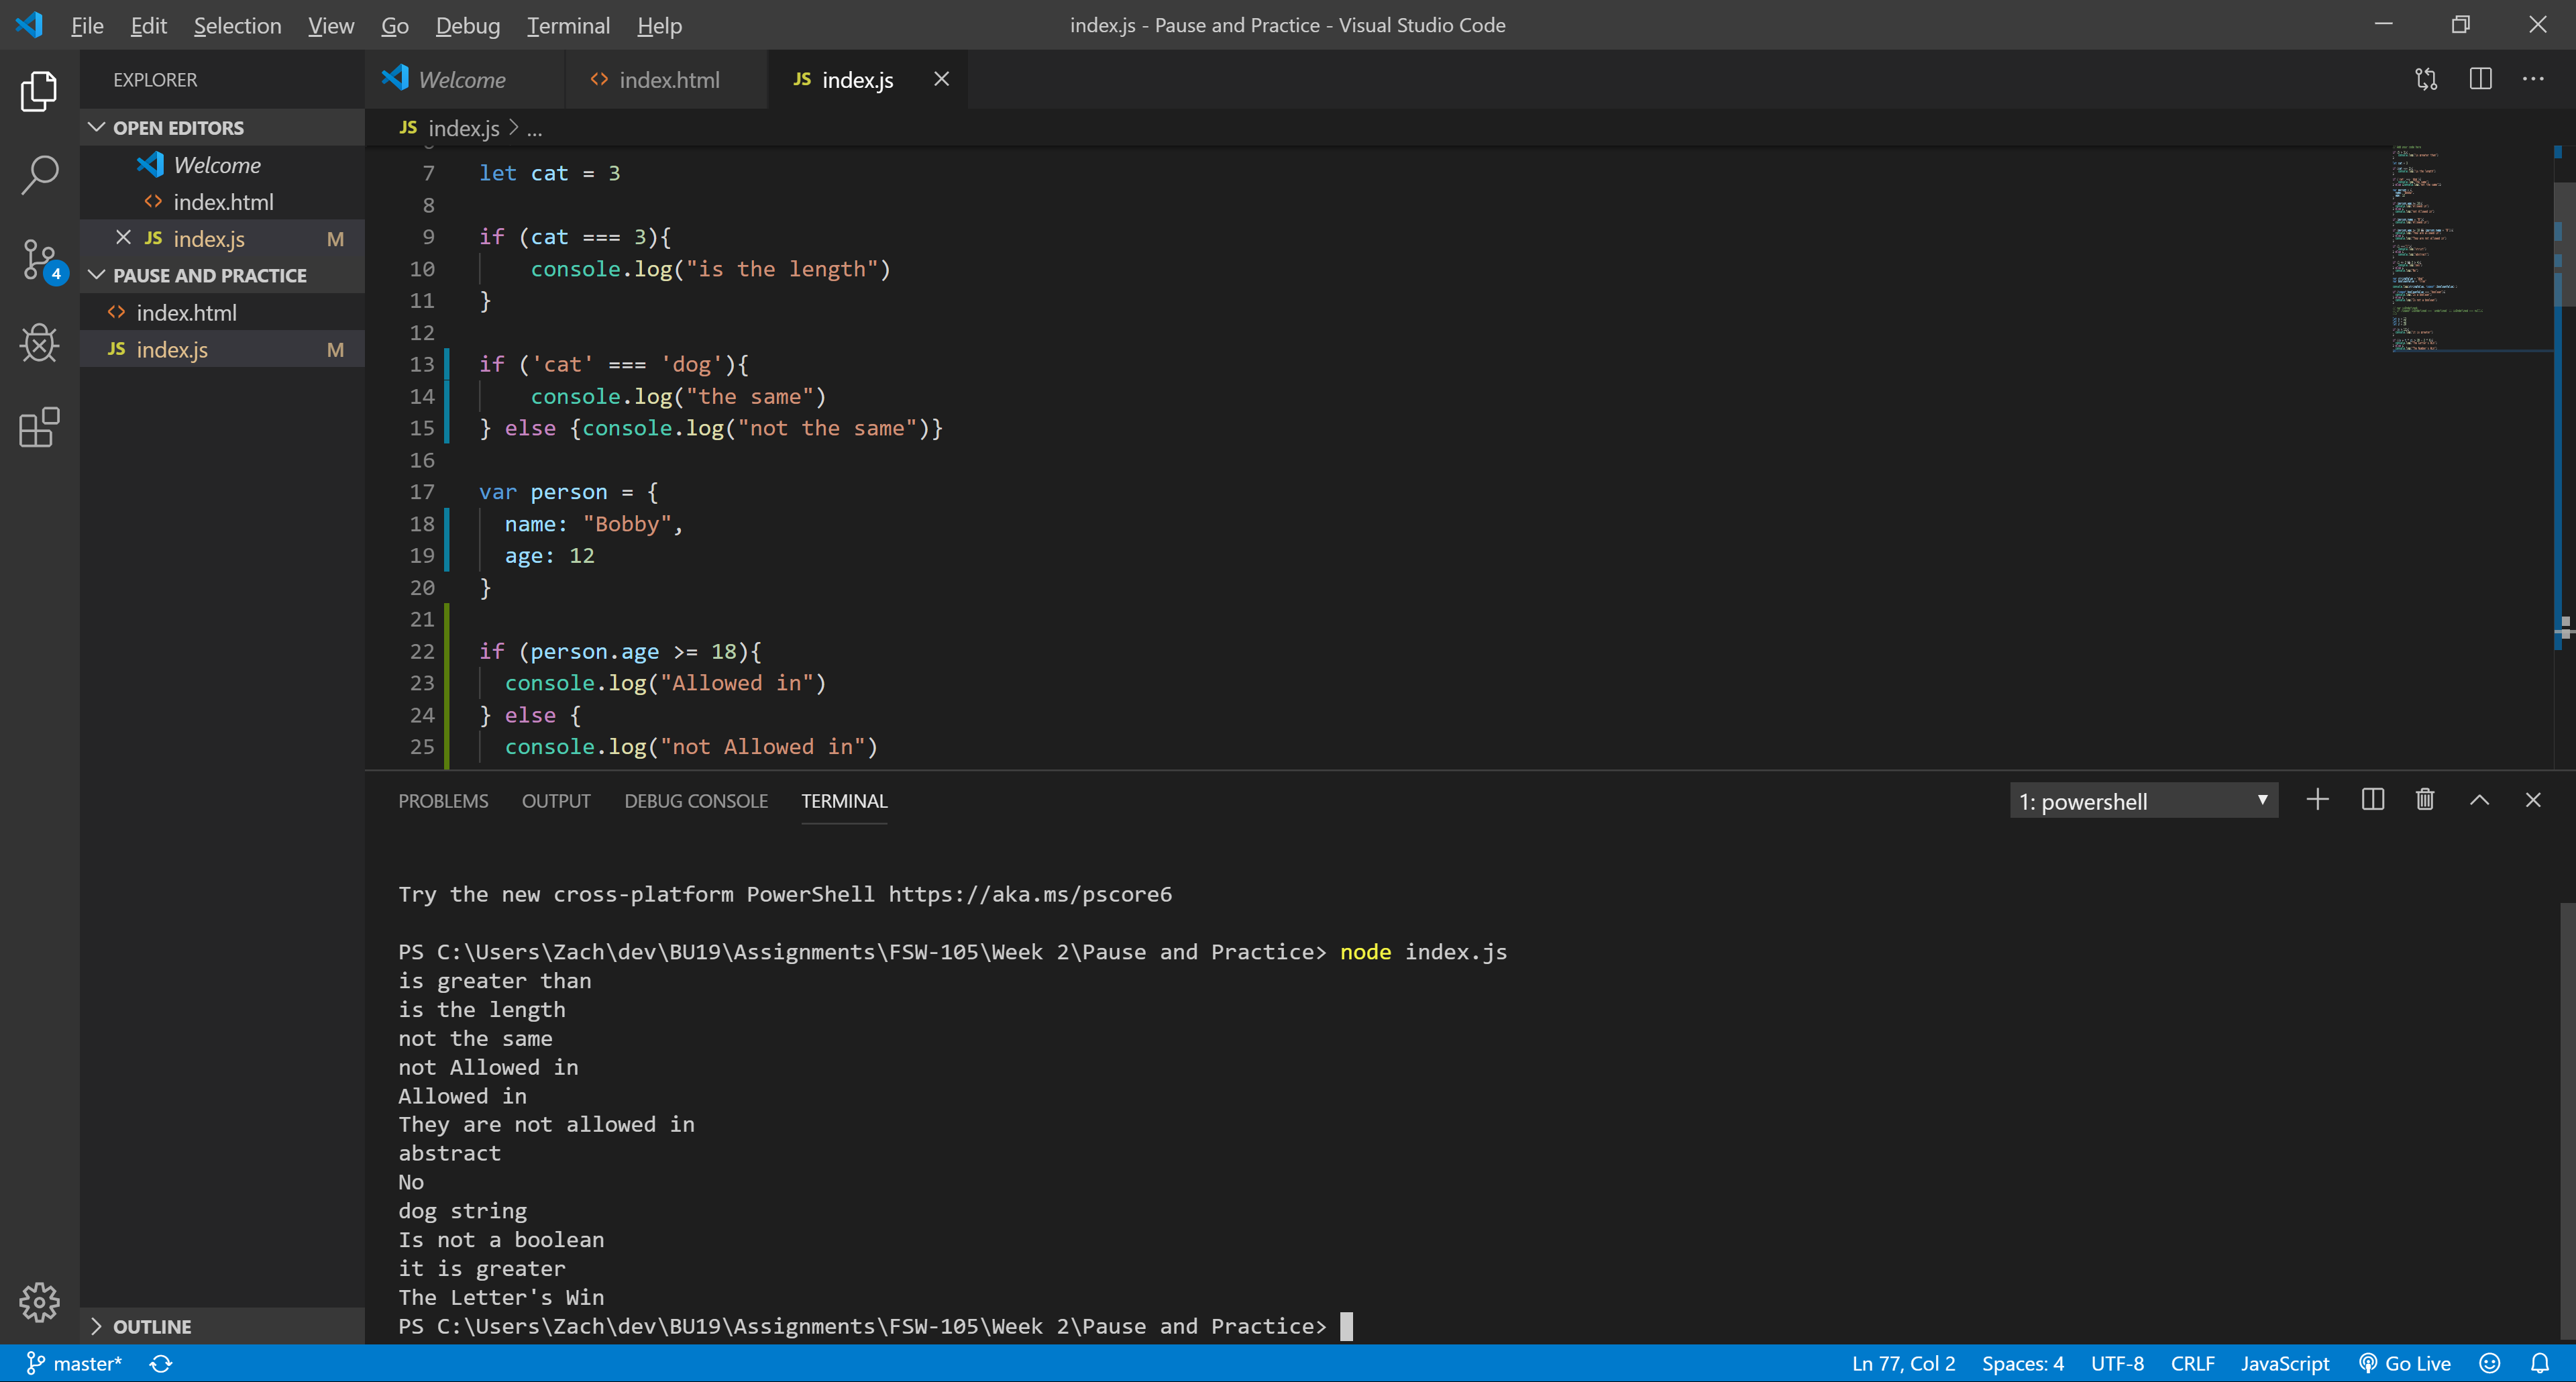 File Edit Selection View Go Debug Terminal Help index.js - Pause and Practice - Visual Studio Code
EXPLORER
OPEN EDITORS
Welcome
index.html
JS index.js M
PAUSE AND PRACTICE
index.html
JS index.js M
OUTLINE
4
Welcome index.html JS index.js
JS index.js > ...
7 let cat = 3
8
9 if (cat === 3){
10 console.log("is the length")
11 }
12
13 if ('cat' === 'dog'){
14 console.log("the same")
15 } else {console.log("not the same")}
16
17 var person = {
18 name: "Bobby",
19 age: 12
20 }
21
22 if (person.age >= 18){
23 console.log("Allowed in")
24 } else {
25 console.log("not Allowed in")
PROBLEMS OUTPUT DEBUG CONSOLE TERMINAL 1: powershell
Try the new cross-platform PowerShell https://aka.ms/pscore6
PS C:\Users\Zach\dev\BU19\Assignments\FSW-105\Week 2\Pause and Practice> node index.js
is greater than
is the length
not the same
not Allowed in
Allowed in
They are not allowed in
abstract
No
dog string
Is not a boolean
it is greater
The Letter's Win
PS C:\Users\Zach\dev\BU19\Assignments\FSW-105\Week 2\Pause and Practice>
master* Ln 77, Col 2 Spaces: 4 UTF-8 CRLF JavaScript Go Live